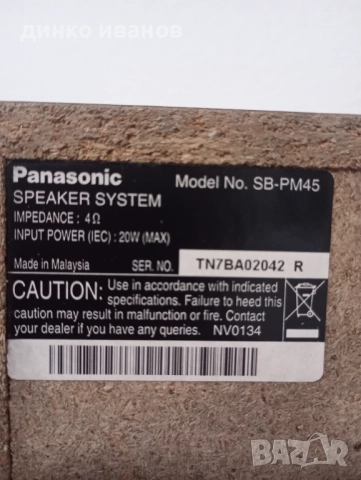 динко иванов
Panasonic Model No. SB-PM45
SPEAKER SYSTEM
IMPEDANCE : 4Ω
INPUT POWER (IEC) : 20W (MAX)
Made in Malaysia SER. NO. TN7BA02042 R
CAUTION: Use in accordance with indicated
specifications. Failure to heed this
caution may result in malfunction or fire. Contact
your dealer if you have any queries. NV0134
BAZAR
bg